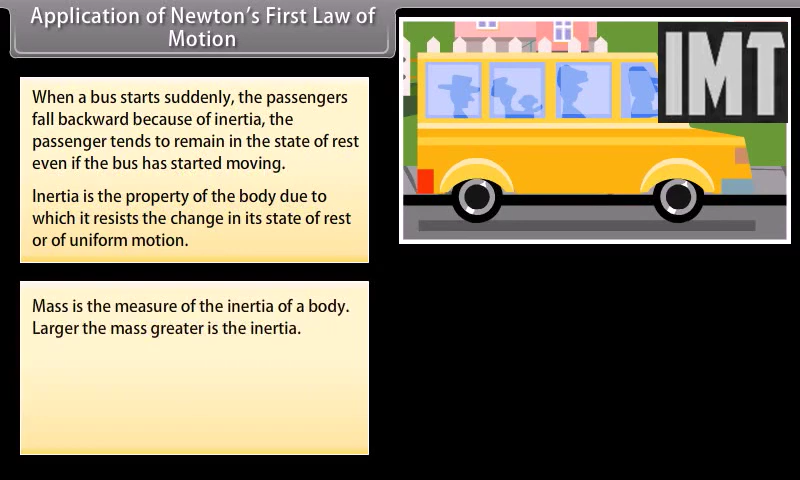 Application of Newton's First Law of
Motion
When a bus starts suddenly, the passengers
fall backward because of inertia, the
passenger tends to remain in the state of rest
even if the bus has started moving.
Inertia is the property of the body due to
which it resists the change in its state of rest
or of uniform motion.
Mass is the measure of the inertia of a body.
Larger the mass greater is the inertia.
IMT